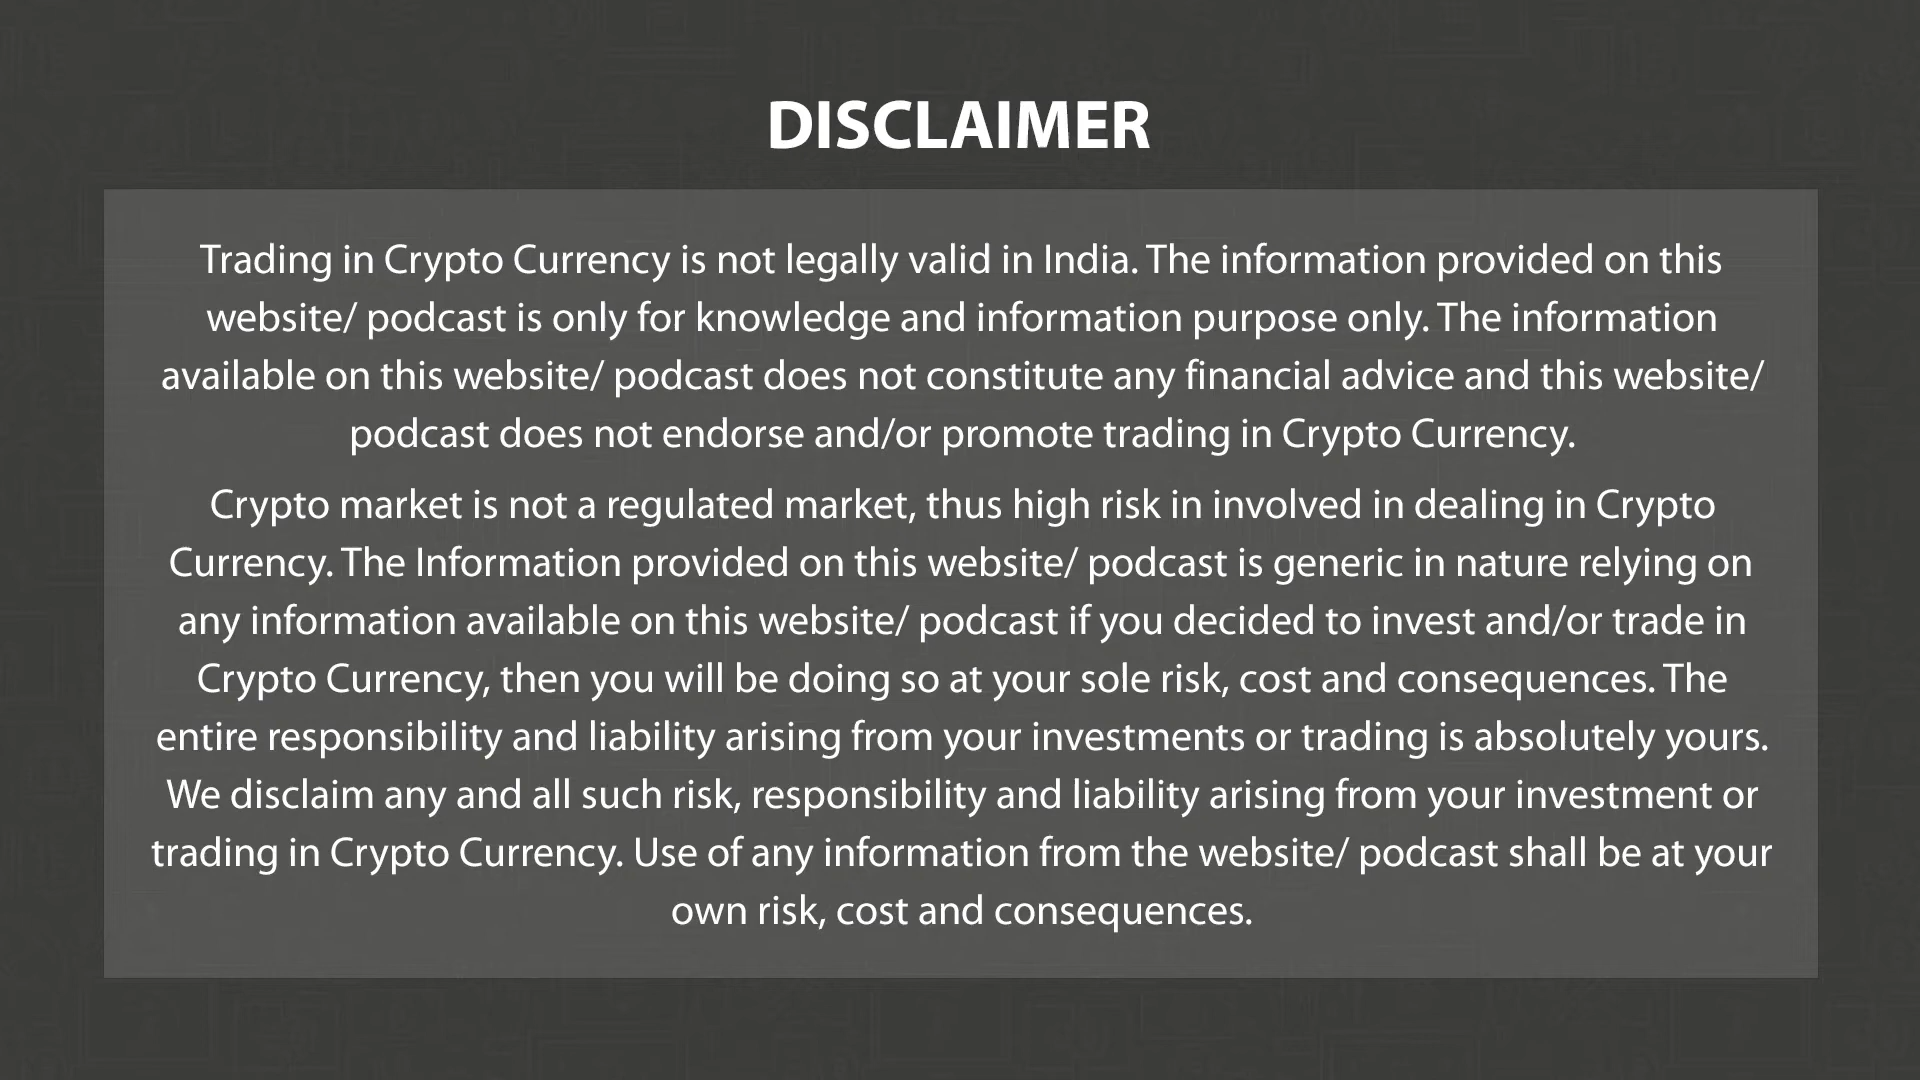 DISCLAIMER
Trading in Crypto Currency is not legally valid in India. The information provided on this
website/ podcast is only for knowledge and information purpose only. The information
available on this website/ podcast does not constitute any financial advice and this website/
podcast does not endorse and/or promote trading in Crypto Currency.
Crypto market is not a regulated market, thus high risk in involved in dealing in Crypto
Currency. The Information provided on this website/ podcast is generic in nature relying on
any information available on this website/ podcast if you decided to invest and/or trade in
Crypto Currency, then you will be doing so at your sole risk, cost and consequences. The
entire responsibility and liability arising from your investments or trading is absolutely yours.
We disclaim any and all such risk, responsibility and liability arising from your investment or
trading in Crypto Currency. Use of any information from the website/ podcast shall be at your
own risk, cost and consequences.